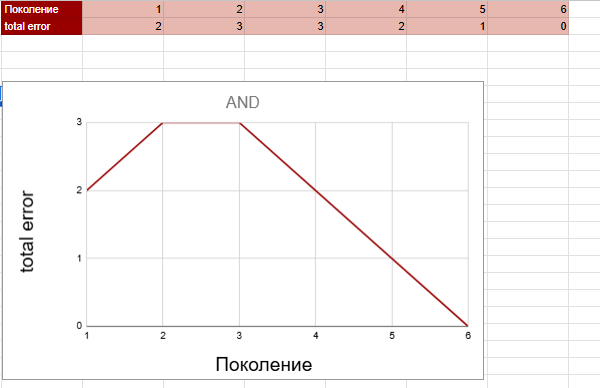 Поколение 1 2 3 4 5 6
total error 2 3 3 2 1 0
AND
3
2
1
0
total error
1 2 3 4 5 6
Поколение